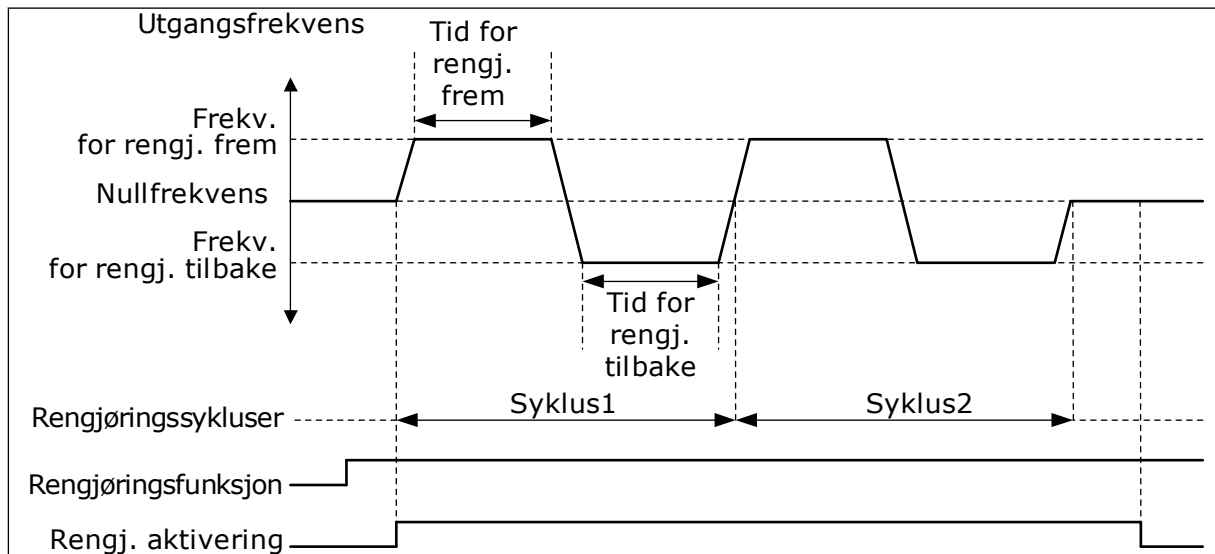 Utgangsfrekvens
Tid for
rengj.
frem
Frekv.
for rengj. frem
Nullfrekvens
Frekv.
for rengj. tilbake
Tid for
rengj.
tilbake
Rengjøringssykluser
Syklus1
Syklus2
Rengjøringsfunksjon
Rengj. aktivering